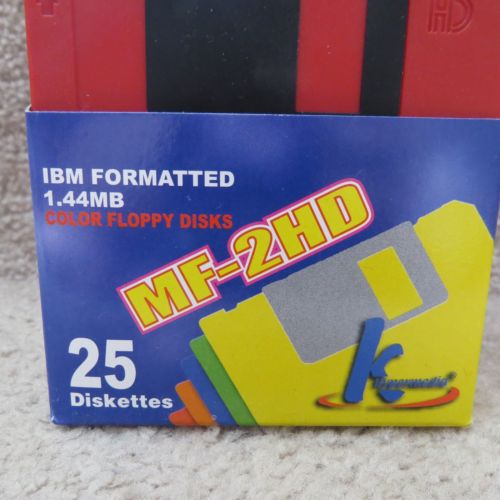 HD
IBM FORMATTED
1.44MB
COLOR FLOPPY DISKS
MF-2HD
25
Diskettes
K